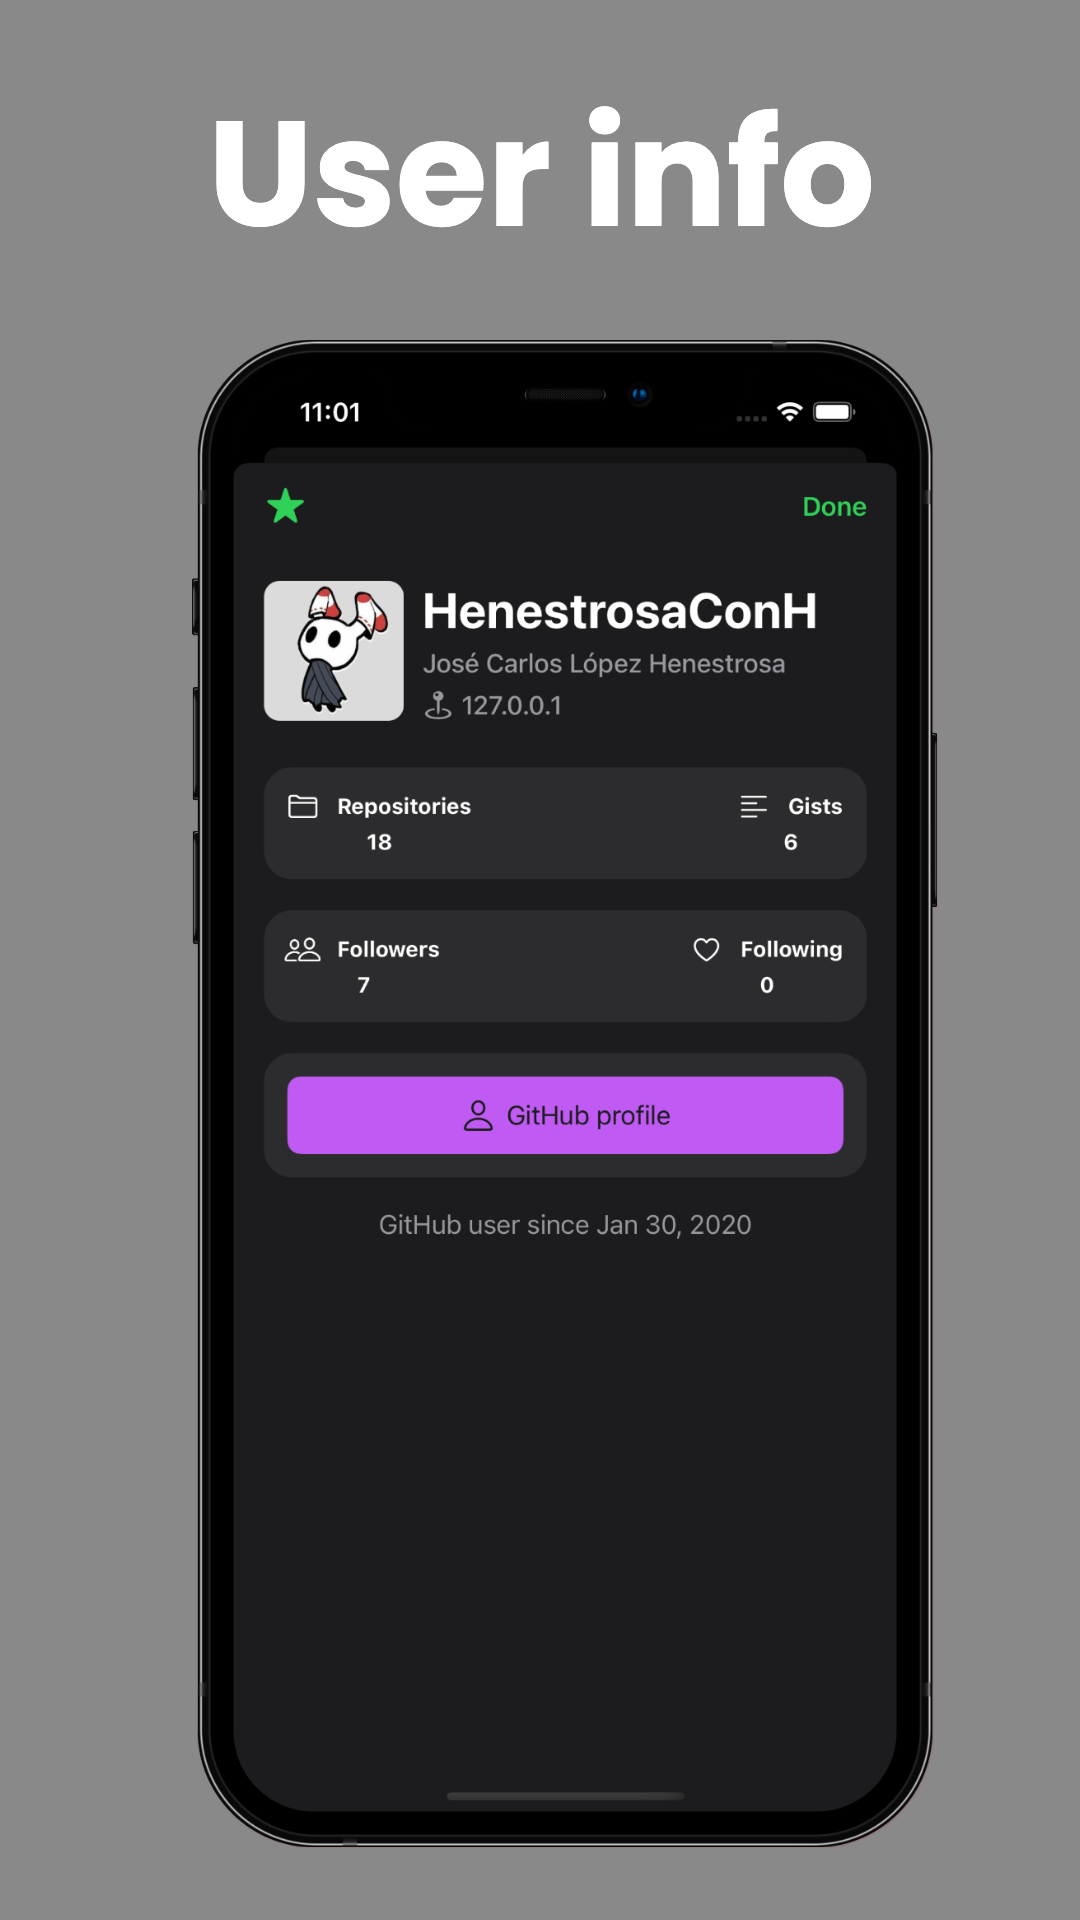 User info
11:01
Done
HenestrosaConH
José Carlos López Henestrosa
127.0.0.1
Repositories
18
Gists
6
Followers
7
Following
0
GitHub profile
GitHub user since Jan 30, 2020